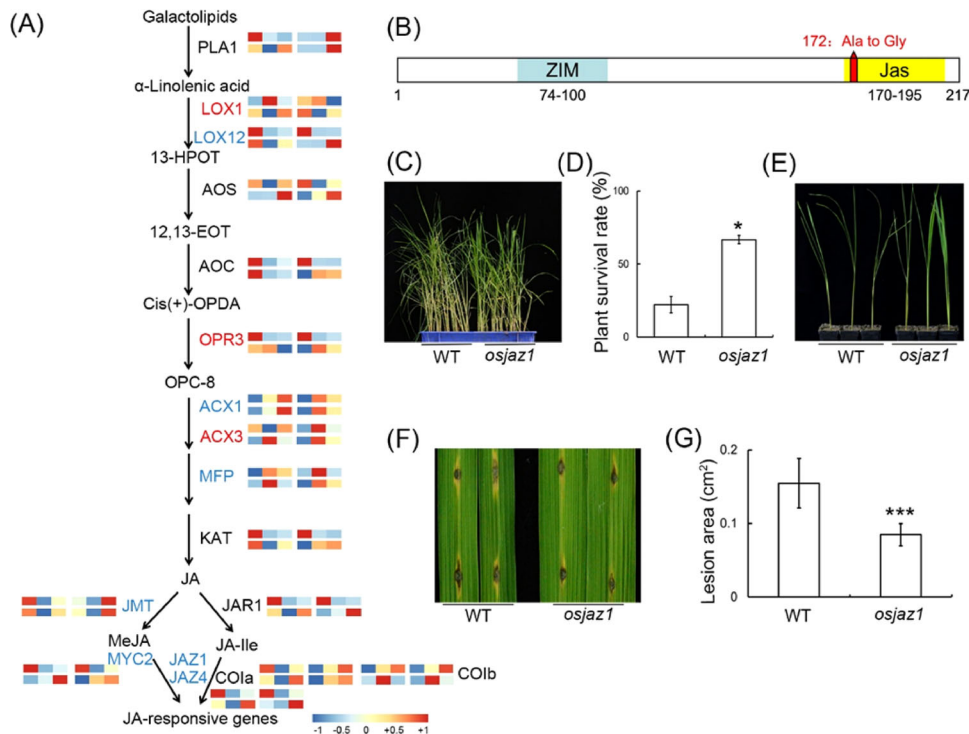 (A)
Galactolipids
PLA1
α-Linolenic acid
LOX1
LOX12
13-HPOT
AOS
12,13-EOT
AOC
Cis(+)-OPDA
OPR3
OPC-8
ACX1
ACX3
MFP
KAT
JA
JMT
JAR1
MeJA
JA-Ile
MYC2
JAZ1
JAZ4
COIa
COIb
JA-responsive genes
-1 -0.5 0 +0.5 +1
(B)
172: Ala to Gly
ZIM
Jas
1
74-100
170-195
217
(C)
WT
osjaz1
(D)
Plant survival rate (%)
100
50
0
*
WT
osjaz1
(E)
WT
osjaz1
(F)
WT
osjaz1
(G)
Lesion area (cm²)
0.2
0.1
0
***
WT
osjaz1